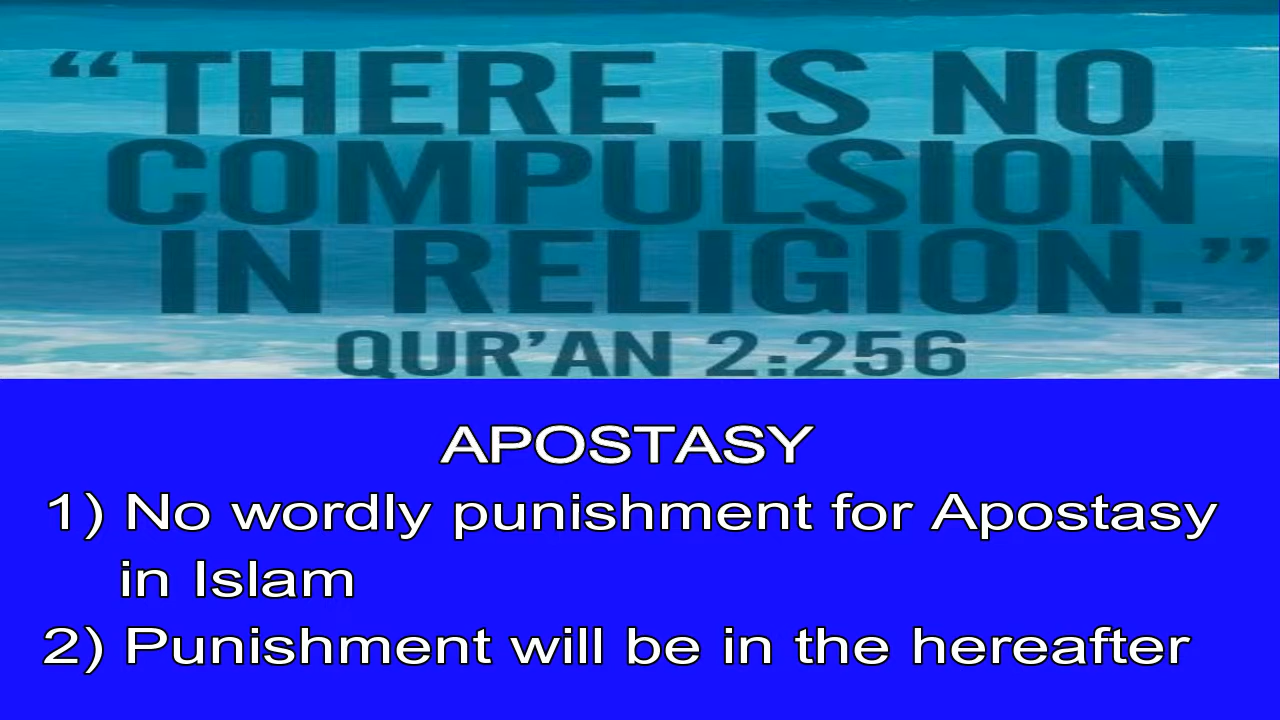 “THERE IS NO
COMPULSION
IN RELIGION.”
QUR’AN 2:256
APOSTASY
1) No wordly punishment for Apostasy
in Islam
2) Punishment will be in the hereafter